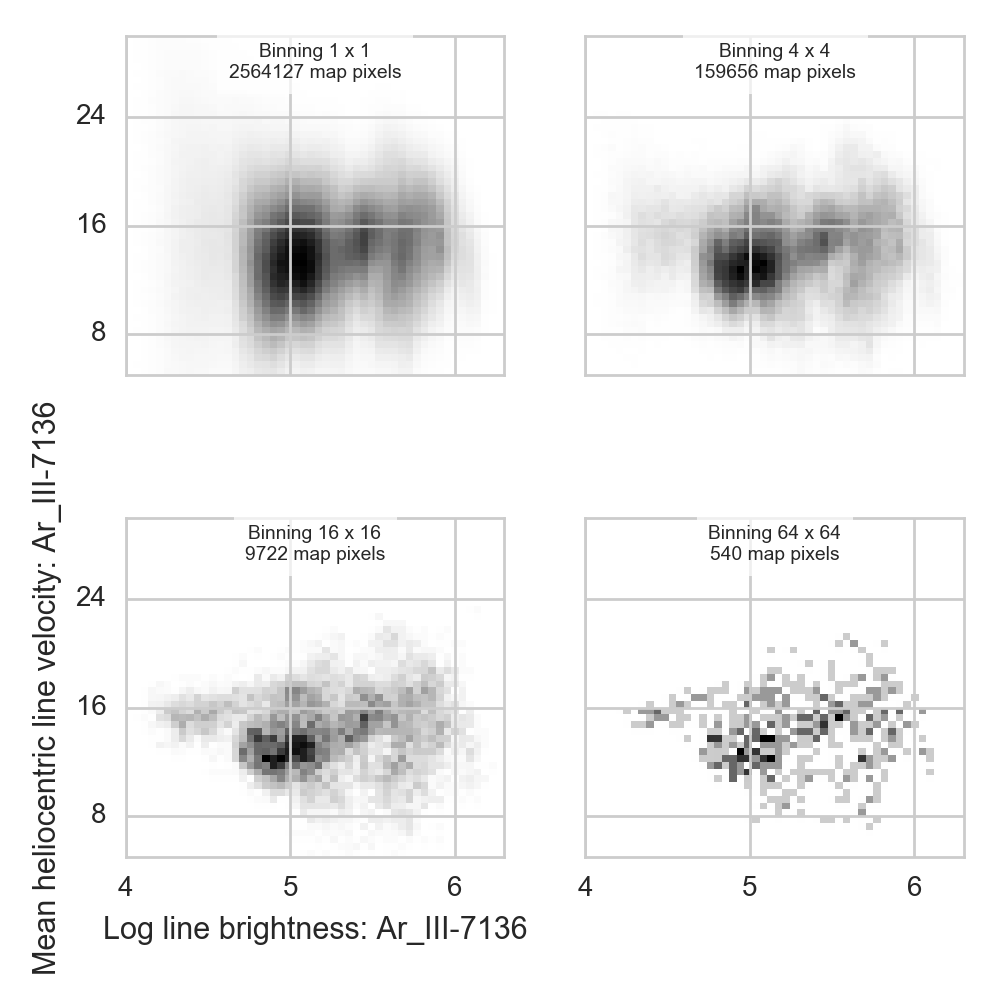 Binning 1 x 1
2564127 map pixels
Binning 4 x 4
159656 map pixels
24
16
8
Mean heliocentric line velocity: Ar_III-7136
Binning 16 x 16
9722 map pixels
Binning 64 x 64
540 map pixels
24
16
8
4
5
6
4
5
6
Log line brightness: Ar_III-7136